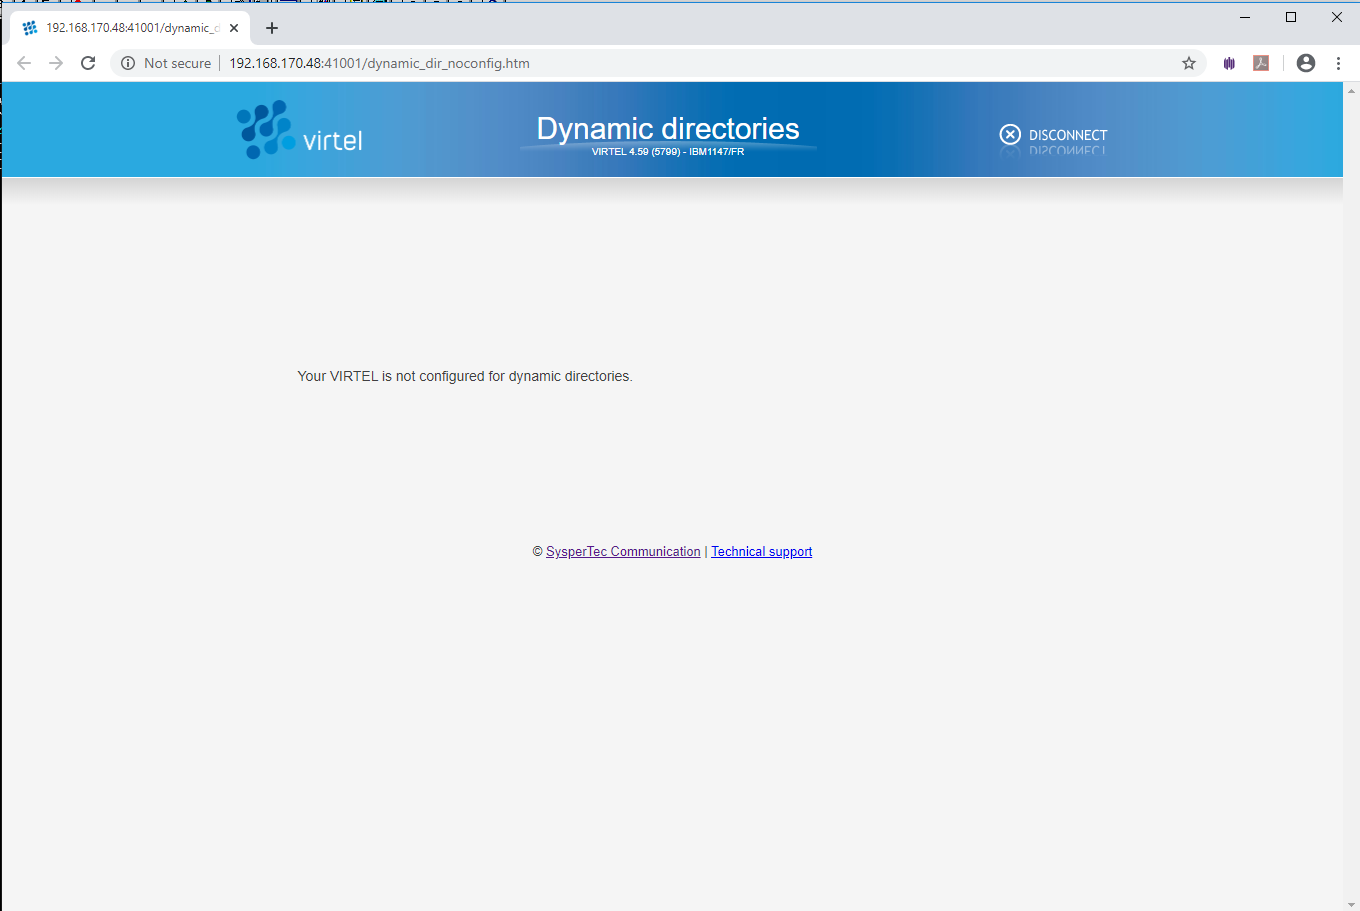 192.168.170.48:41001/dynamic_d
Not secure
192.168.170.48:41001/dynamic_dir_noconfig.htm
virtel
Dynamic directories
VIRTEL 4.59 (5799) - IBM1147/FR
DISCONNECT
Your VIRTEL is not configured for dynamic directories.
© SysperTec Communication | Technical support